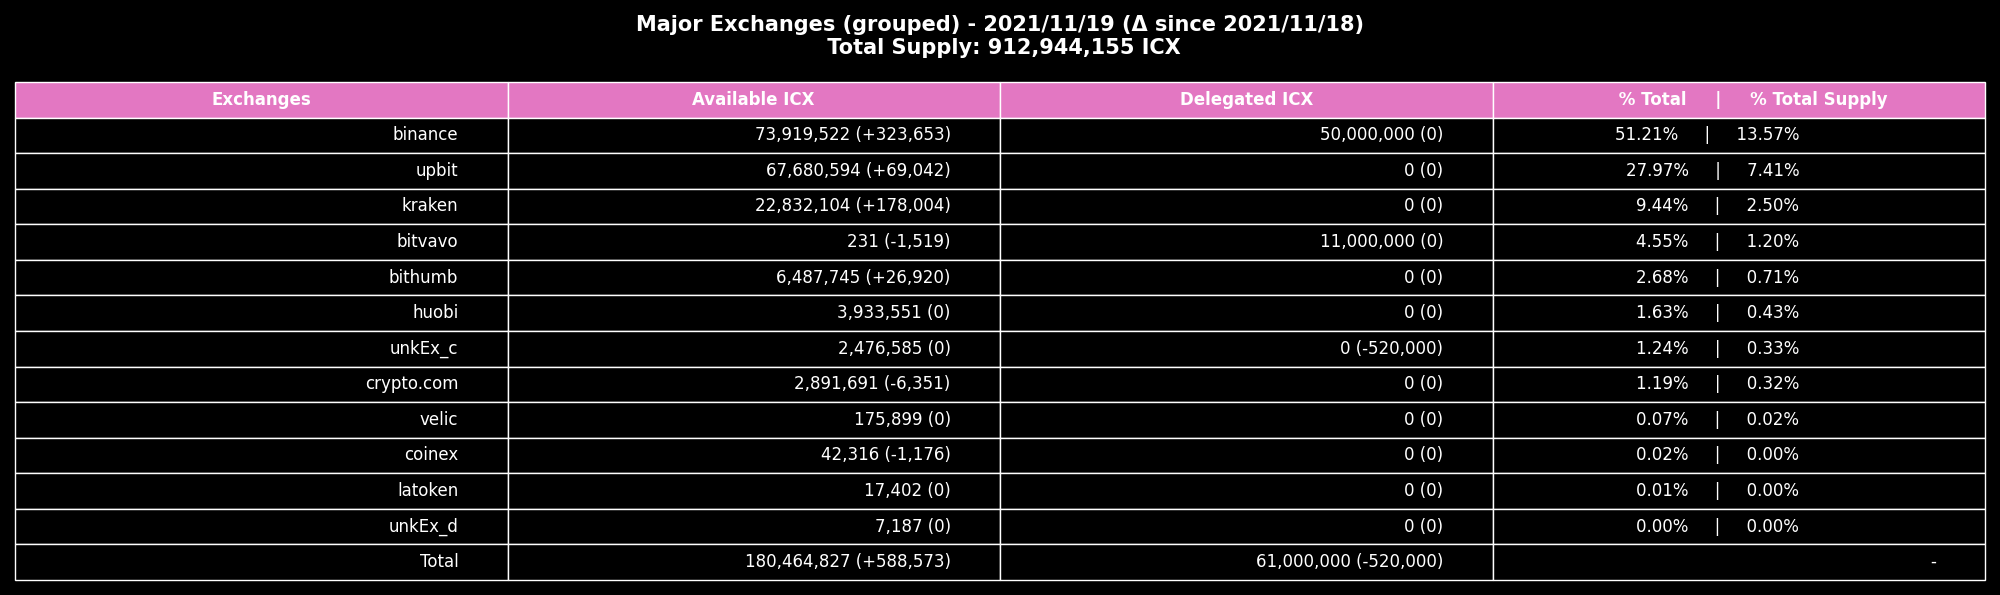 Major Exchanges (grouped) - 2021/11/19 (Δ since 2021/11/18)
Total Supply: 912,944,155 ICX
Exchanges Available ICX Delegated ICX % Total | % Total Supply
binance 73,919,522 (+323,653) 50,000,000 (0) 51.21% | 13.57%
upbit 67,680,594 (+69,042) 0 (0) 27.97% | 7.41%
kraken 22,832,104 (+178,004) 0 (0) 9.44% | 2.50%
bitvavo 231 (-1,519) 11,000,000 (0) 4.55% | 1.20%
bithumb 6,487,745 (+26,920) 0 (0) 2.68% | 0.71%
huobi 3,933,551 (0) 0 (0) 1.63% | 0.43%
unkEx_c 2,476,585 (0) 0 (-520,000) 1.24% | 0.33%
crypto.com 2,891,691 (-6,351) 0 (0) 1.19% | 0.32%
velic 175,899 (0) 0 (0) 0.07% | 0.02%
coinex 42,316 (-1,176) 0 (0) 0.02% | 0.00%
latoken 17,402 (0) 0 (0) 0.01% | 0.00%
unkEx_d 7,187 (0) 0 (0) 0.00% | 0.00%
Total 180,464,827 (+588,573) 61,000,000 (-520,000) -